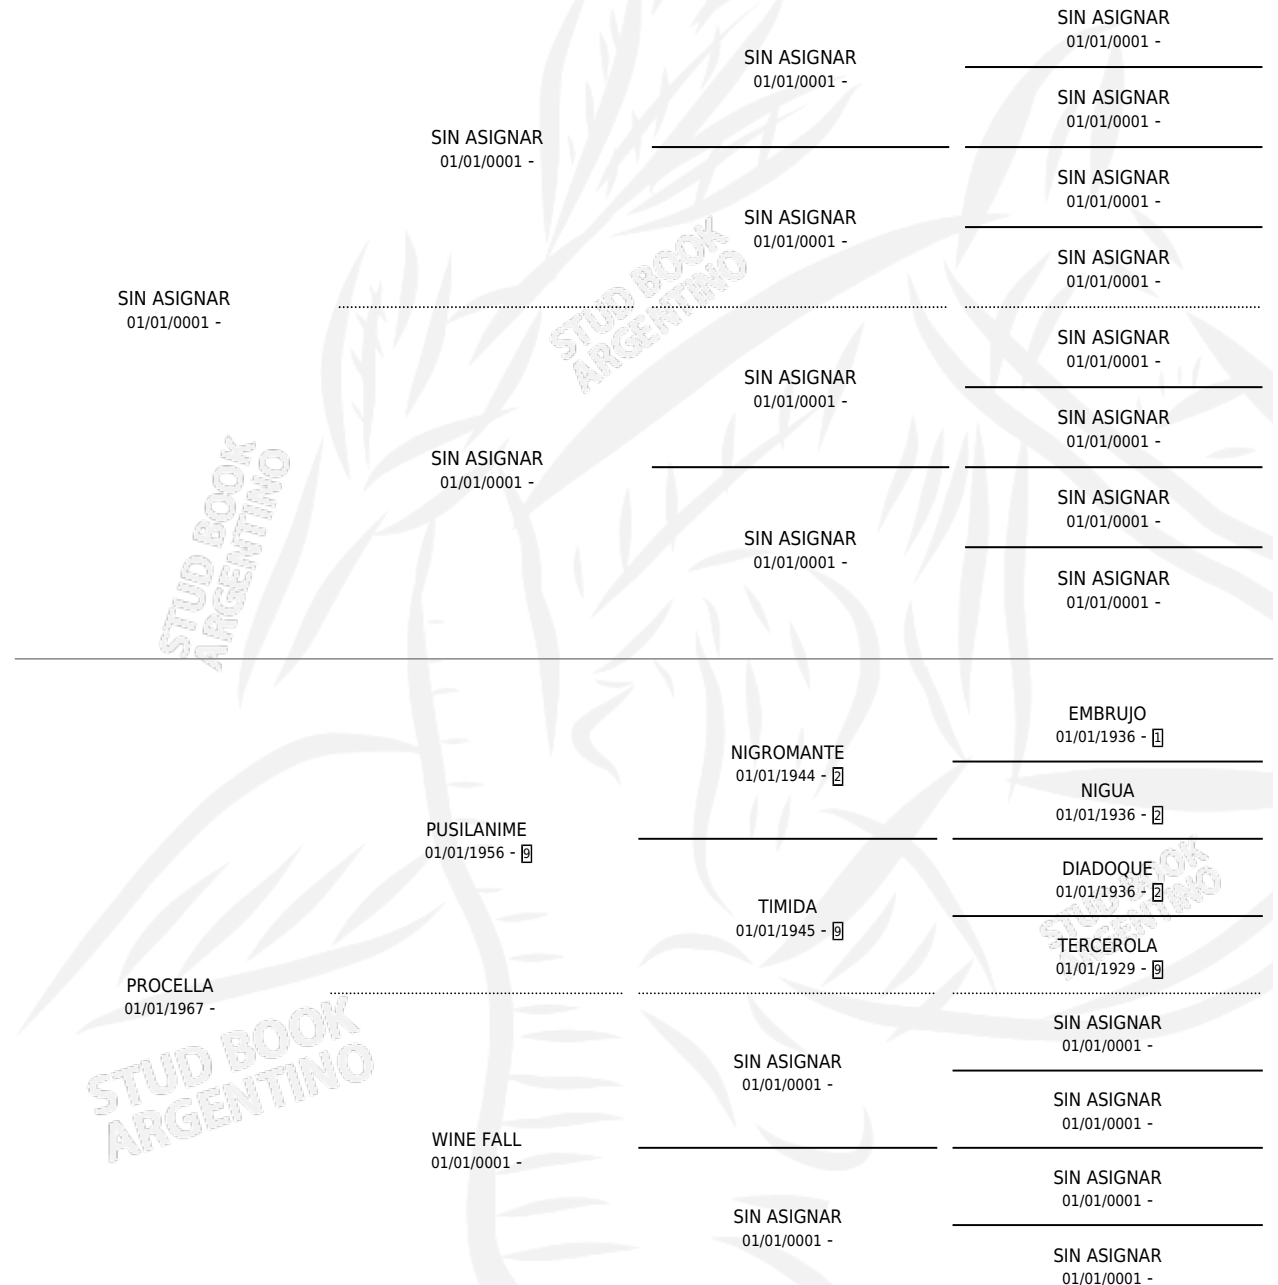 SIN ASIGNAR
01/01/0001 -
SIN ASIGNAR
01/01/0001 -
SIN ASIGNAR
01/01/0001 -
SIN ASIGNAR
01/01/0001 -
SIN ASIGNAR
01/01/0001 -
SIN ASIGNAR
01/01/0001 -
SIN ASIGNAR
01/01/0001 -
STUD BOOK
ARGENTINO
SIN ASIGNAR
01/01/0001 -
SIN ASIGNAR
01/01/0001 -
SIN ASIGNAR
01/01/0001 -
SIN ASIGNAR
01/01/0001 -
SIN ASIGNAR
01/01/0001 -
STUD BOOK
ARGENTINO
SIN ASIGNAR
01/01/0001 -
SIN ASIGNAR
01/01/0001 -
SIN ASIGNAR
01/01/0001 -
EMBRUJO
01/01/1936 - 1
NIGROMANTE
01/01/1944 - 2
NIGUA
01/01/1936 - 2
PUSILANIME
01/01/1956 - 9
DIADOQUE
01/01/1936 - 2
STUD BOOK
ARGENTINO
TIMIDA
01/01/1945 - 9
TERCEROLA
01/01/1929 - 9
PROCELLA
01/01/1967 -
STUD BOOK
ARGENTINO
SIN ASIGNAR
01/01/0001 -
SIN ASIGNAR
01/01/0001 -
SIN ASIGNAR
01/01/0001 -
WINE FALL
01/01/0001 -
SIN ASIGNAR
01/01/0001 -
SIN ASIGNAR
01/01/0001 -
SIN ASIGNAR
01/01/0001 -